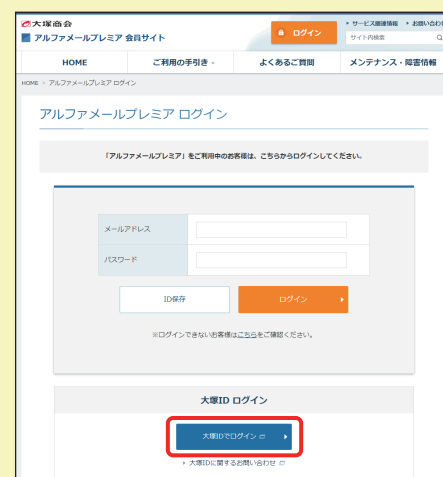 大塚商会
アルファメールプレミア 会員サイト
ログイン
サービス関連情報 お問い合わせ
サイト内検索
HOME ご利用の手引き よくあるご質問 メンテナンス・障害情報
HOME > アルファメールプレミア ログイン
アルファメールプレミア ログイン
「アルファメールプレミア」をご利用中のお客様は、こちらからログインしてください。
メールアドレス
パスワード
ID保存 ログイン
※ログインできないお客様はこちらをご確認ください。
大塚ID ログイン
大塚IDでログイン
大塚IDに関するお問い合わせ